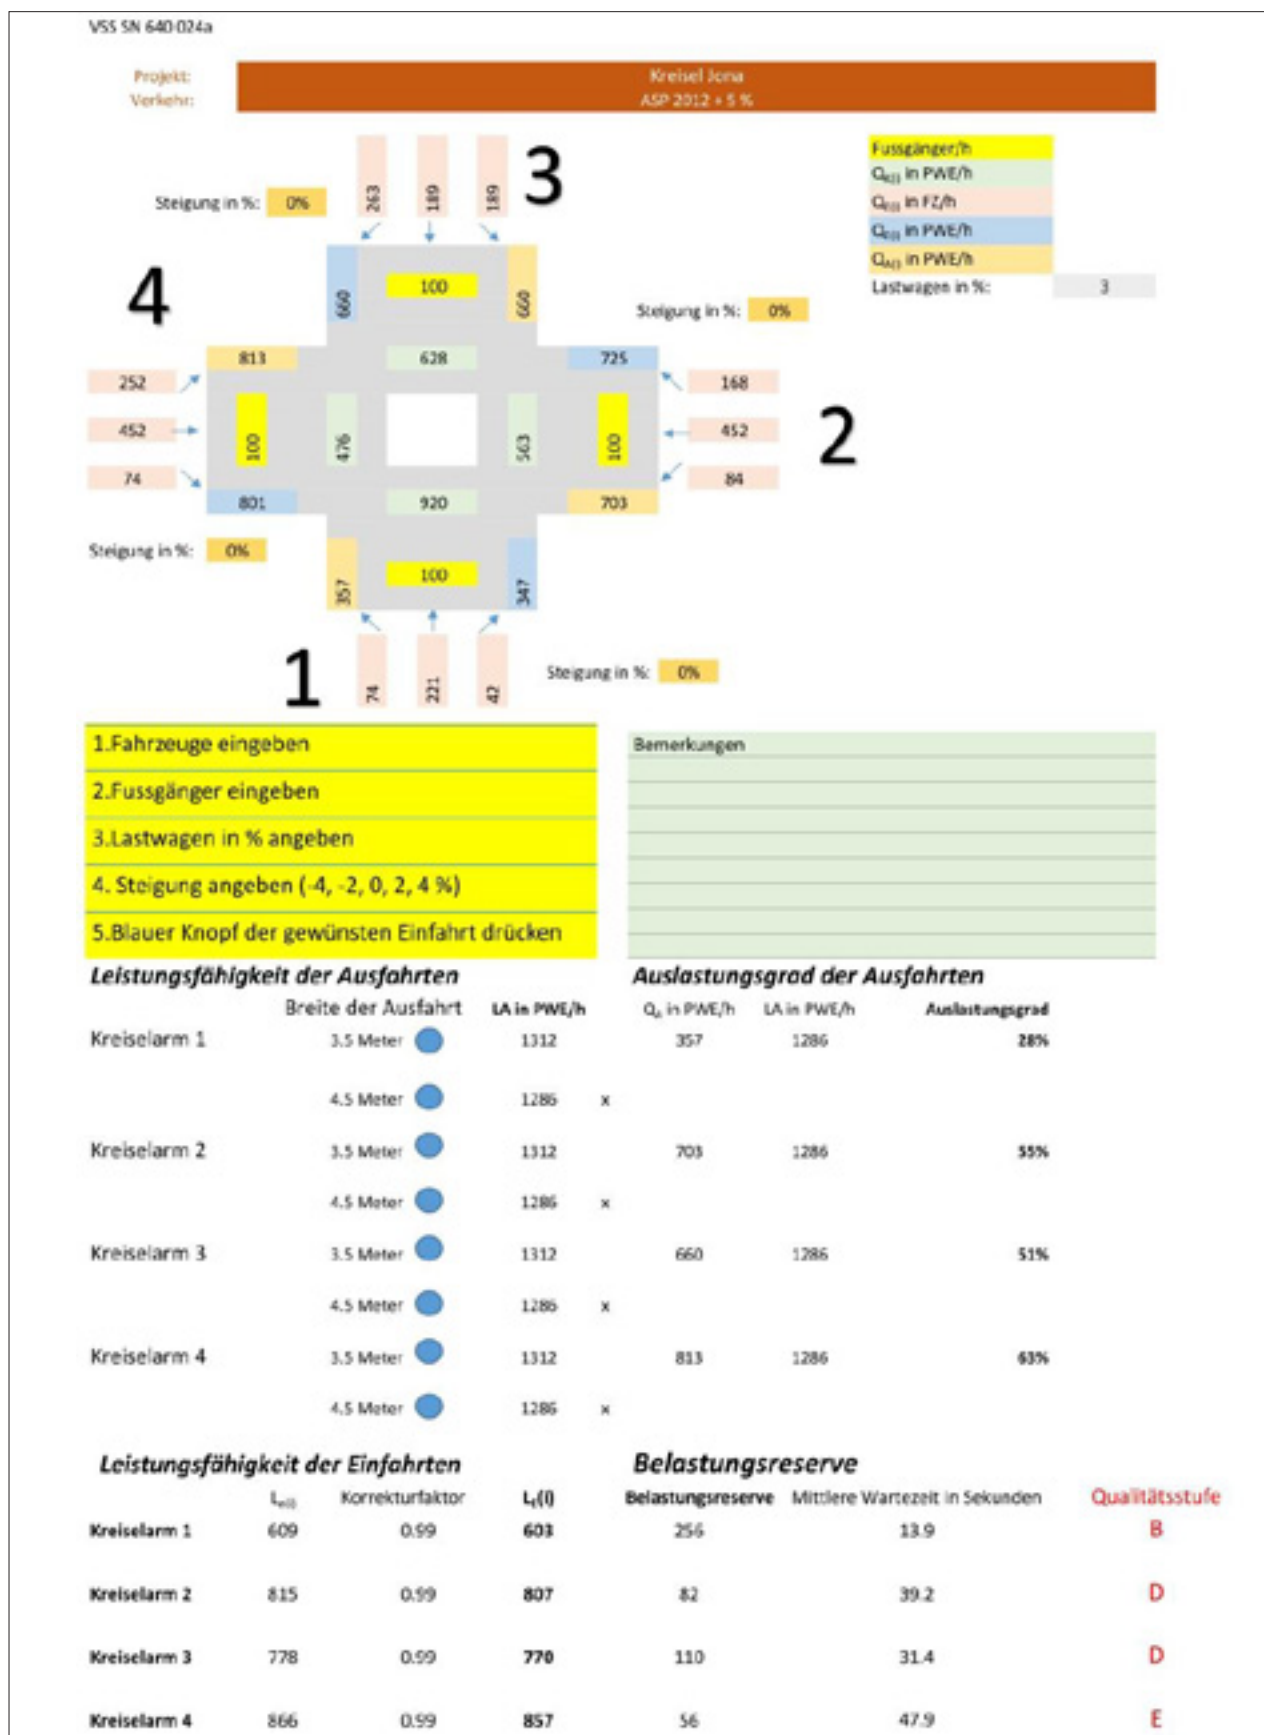 VSS SN 640 024a
Projekt: Kreisel Jona
Verkehr: ASP 2012 + 5 %
3
Fussgänger/h
Q in PWE/h
Q in FZ/h
Q in PWE/h
Q in PWE/h
Lastwagen in %: 3
Steigung in %: 0%
263 189 189
4
660 100 660
Steigung in %: 0%
813 628 725
252 168
452 100 476 563 100 452
2
74 84
801 920 703
Steigung in %: 0%
357 100 347
1
74 221 42
Steigung in %: 0%
1.Fahrzeuge eingeben
2.Fussgänger eingeben
3.Lastwagen in % angeben
4. Steigung angeben (-4, -2, 0, 2, 4 %)
5.Blauer Knopf der gewünsten Einfahrt drücken
Bemerkungen
Leistungsfähigkeit der Ausfahrten Auslastungsgrad der Ausfahrten
Breite der Ausfahrt LA in PWE/h Q in PWE/h LA in PWE/h Auslastungsgrad
Kreiselarm 1 3.5 Meter 1312 357 1286 28%
4.5 Meter 1286 x
Kreiselarm 2 3.5 Meter 1312 703 1286 55%
4.5 Meter 1286 x
Kreiselarm 3 3.5 Meter 1312 660 1286 51%
4.5 Meter 1286 x
Kreiselarm 4 3.5 Meter 1312 813 1286 63%
4.5 Meter 1286 x
Leistungsfähigkeit der Einfahrten Belastungsreserve
Korrekturfaktor Belastungsreserve Mittlere Wartezeit in Sekunden Qualitätsstufe
Kreiselarm 1 609 0.99 603 256 13.9 B
Kreiselarm 2 815 0.99 807 82 39.2 D
Kreiselarm 3 778 0.99 770 110 31.4 D
Kreiselarm 4 866 0.99 857 56 47.9 E